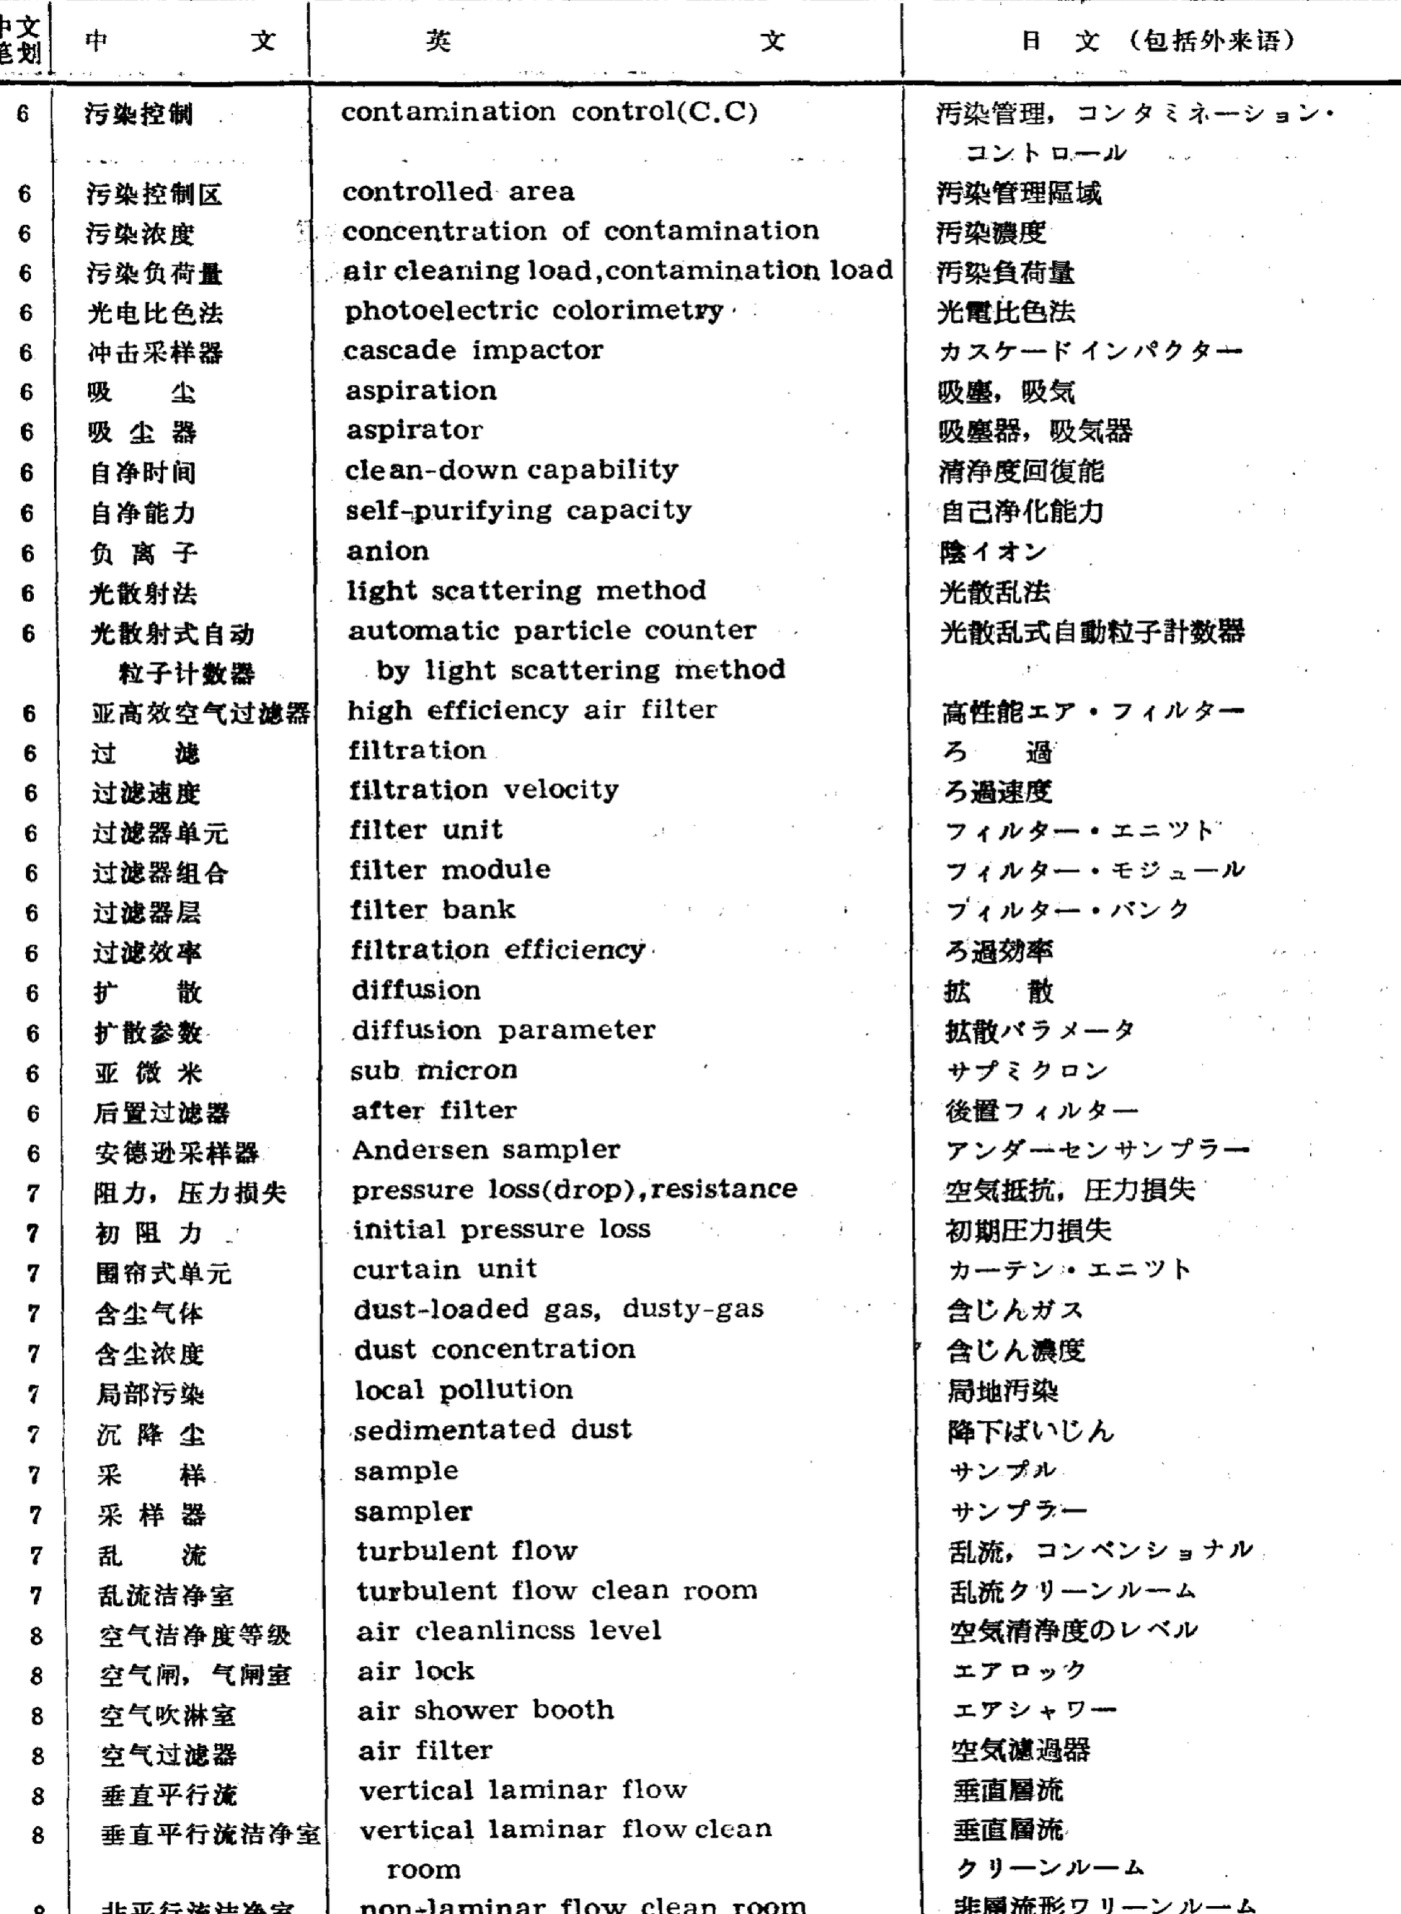 中文 中 文 英 文 日 文 (包括外来语)
笔划
6 污染控制 contamination control(C.C) 汚染管理, コンタミネーション・
コントロール
6 污染控制区 controlled area 汚染管理區域
6 污染浓度 concentration of contamination 汚染濃度
6 污染负荷量 air cleaning load,contamination load 汚染負荷量
6 光电比色法 photoelectric colorimetry 光電比色法
6 冲击采样器 cascade impactor カスケードインパクター
6 吸 尘 aspiration 吸塵, 吸気
6 吸尘器 aspirator 吸塵器, 吸気器
6 自净时间 clean-down capability 清浄度回復能
6 自净能力 self-purifying capacity 自己浄化能力
6 负离子 anion 陰イオン
6 光散射法 light scattering method 光散乱法
6 光散射式自动 automatic particle counter 光散乱式自動粒子計数器
粒子计数器 by light scattering method
6 亚高效空气过滤器 high efficiency air filter 高性能エア・フィルター
6 过 滤 filtration ろ 過
6 过滤速度 filtration velocity ろ過速度
6 过滤器单元 filter unit フィルター・エニツト
6 过滤器组合 filter module フィルター・モジュール
6 过滤器层 filter bank フィルター・バンク
6 过滤效率 filtration efficiency ろ過効率
6 扩 散 diffusion 拡 散
6 扩散参数 diffusion parameter 拡散パラメータ
6 亚微米 sub micron サプミクロン
6 后置过滤器 after filter 後置フィルター
6 安德逊采样器 Andersen sampler アンダーセンサンプラー
7 阻力, 压力损失 pressure loss(drop),resistance 空気抵抗, 圧力損失
7 初阻力 initial pressure loss 初期圧力損失
7 围帘式单元 curtain unit カーテン・エニツト
7 含尘气体 dust-loaded gas, dusty-gas 含じんガス
7 含尘浓度 dust concentration 含じん濃度
7 局部污染 local pollution 局地汚染
7 沉降尘 sedimentated dust 降下ばいじん
7 采 样 sample サンプル
7 采样器 sampler サンプラー
7 乱 流 turbulent flow 乱流, コンベンショナル
7 乱流洁净室 turbulent flow clean room 乱流クリーンルーム
8 空气洁净度等级 air cleanliness level 空気清浄度のレベル
8 空气闸, 气闸室 air lock エアロック
8 空气吹淋室 air shower booth エアシャワー
8 空气过滤器 air filter 空気濾過器
8 垂直平行流 vertical laminar flow 垂直層流
8 垂直平行流洁净室 vertical laminar flow clean 垂直層流
room クリーンルーム
8 非平行流洁净室 non-laminar flow clean room 非層流形ワリーンルーム